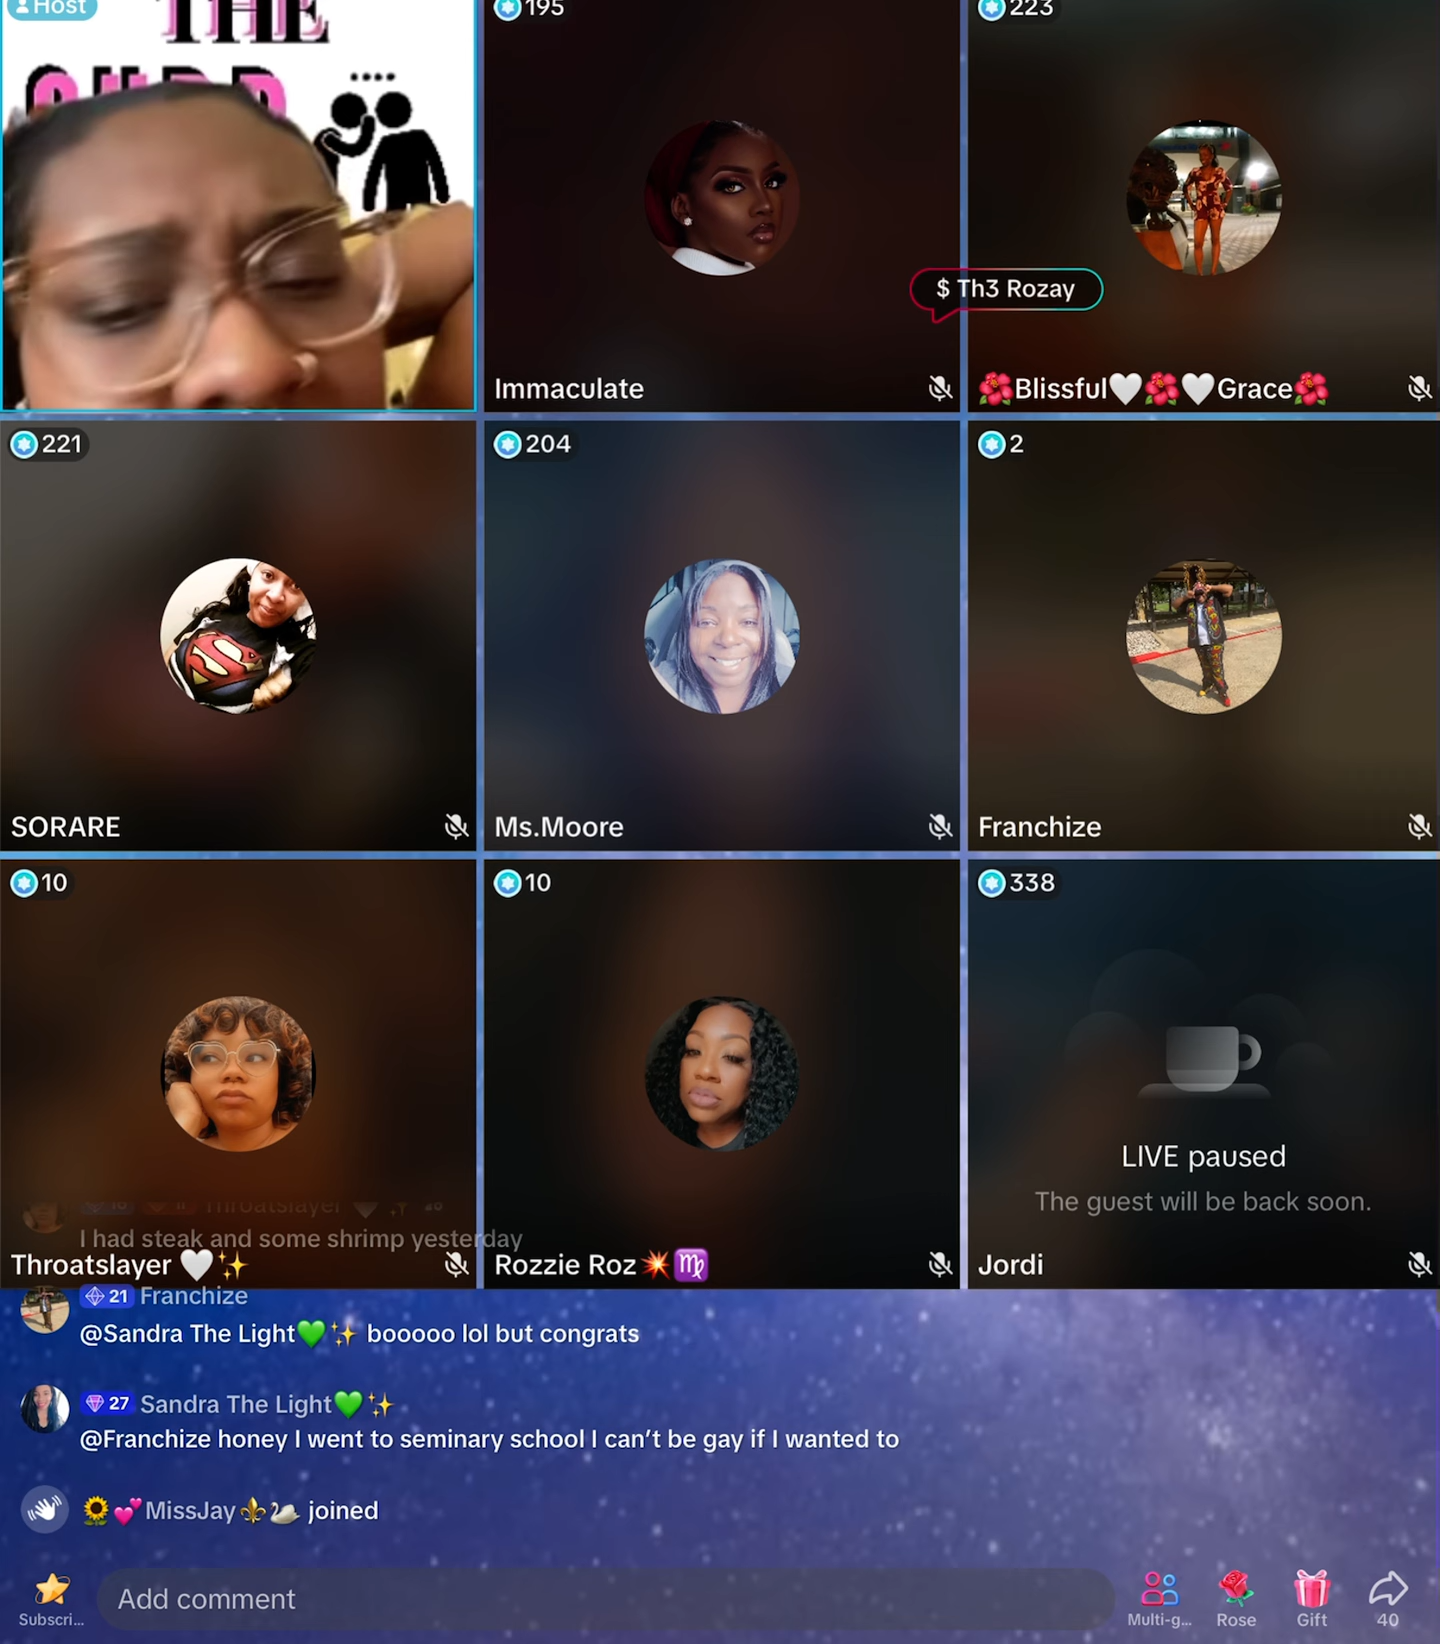 Host
THE
195
223
$ Th3 Rozay
Immaculate
🌺Blissful🤍🌺🤍Grace🌺
221
204
2
SORARE
Ms.Moore
Franchize
10
10
338
LIVE paused
The guest will be back soon.
Throatslayer 🤍✨
I had steak and some shrimp yesterday
Throatslayer 🤍✨
Rozzie Roz💥♍
Jordi
21 Franchize
@Sandra The Light💚✨ booooo lol but congrats
27 Sandra The Light💚✨
@Franchize honey I went to seminary school I can't be gay if I wanted to
🌻💕MissJay⚜️🦢 joined
Add comment
Subscri...
Multi-g...
Rose
Gift
40